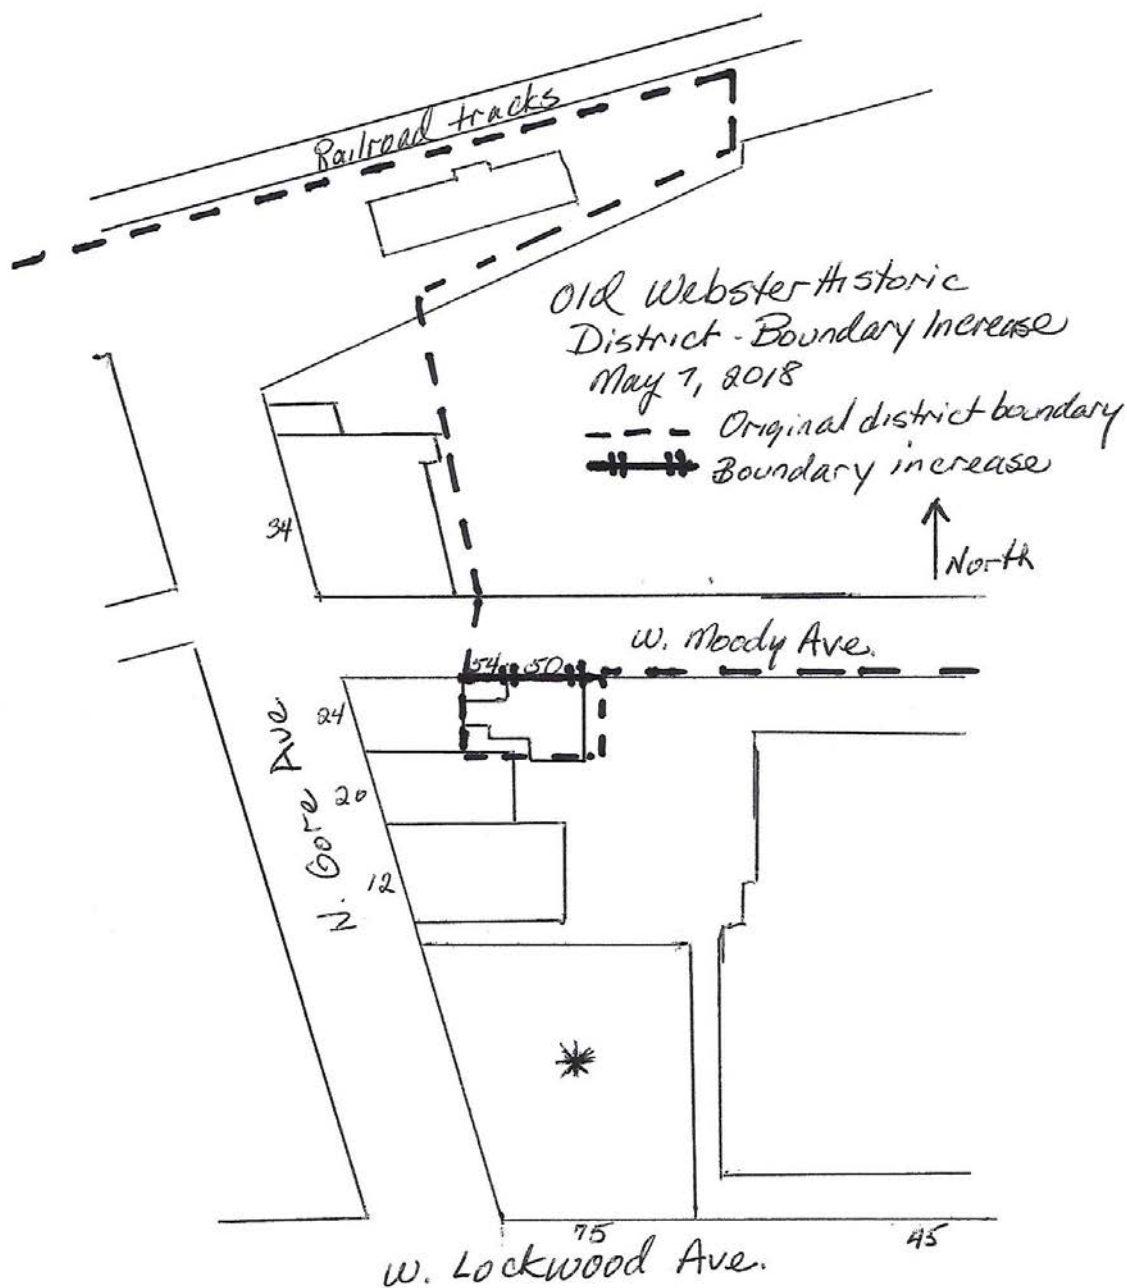 Railroad tracks
Old Webster Historic
District - Boundary Increase
May 7, 2018
Original district boundary
Boundary increase
North
34
W. Moody Ave.
54 50
24
N. Gore Ave
20
12
75
45
W. Lockwood Ave.